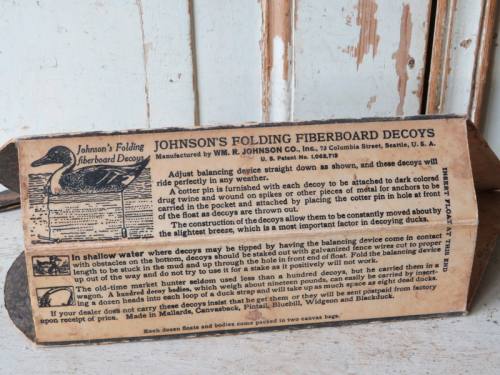 Johnson's Folding
fiberboard Decoys
JOHNSON'S FOLDING FIBERBOARD DECOYS
Manufactured by WM. R. JOHNSON CO., Inc., 72 Columbia Street, Seattle, U. S. A.
U. S. Patent No. 1,062,713
Adjust balancing device straight down as shown, and these decoys will
ride perfectly in any weather.
A cotter pin is furnished with each decoy to be attached to dark colored
drug twine and wound on spikes or other pieces of metal for anchors to be
carried in the pocket and attached by placing the cotter pin in hole at front
of the float as decoys are thrown out.
The construction of the decoys allow them to be constantly moved about by
the slightest breeze, which is a most important factor in decoying ducks.
INSERT FLOAT AT THIS END
In shallow water where decoys may be tipped by having the balancing device come in contact
with obstacles on the bottom, decoys should be staked out with galvanized fence wires cut to proper
length to be stuck in the mud and up through the hole in front end of float. Fold the balancing device
up out of the way and do not try to use it for a stake as it positively will not work.
The old-time market hunter seldom used less than a hundred decoys, but he carried them in a
wagon. A hundred decoy bodies, which weigh about nineteen pounds, can easily be carried by insert-
ing a dozen heads into each loop of a duck strap and will take up as much space as eight dead ducks.
If your dealer does not carry these decoys insist that he get them or they will be sent postpaid from factory
upon receipt of price. Made in Mallards, Canvasback, Pintail, Bluebill, Widgeon and Blackduck.
Each dozen floats and bodies come packed in two canvas bags.